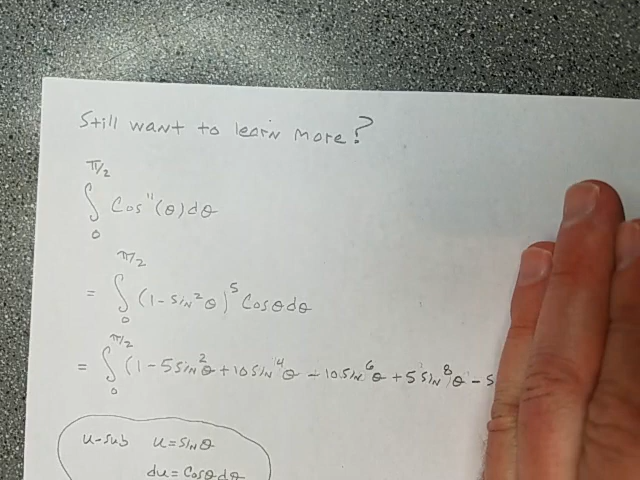 Still want to learn more?
π/2
∫ cos¹¹(θ)dθ
0
π/2
= ∫ (1-sin²θ)⁵ cosθdθ
0
π/2
= ∫ (1-5sin²θ+10sin⁴θ-10sin⁶θ+5sin⁸θ-s
0
u-sub u=sinθ
du=cosθdθ